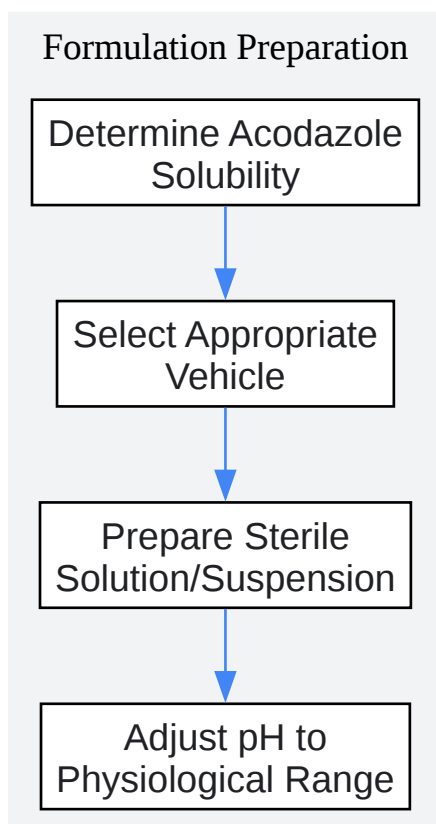 Formulation Preparation
Determine Acodazole
Solubility
Select Appropriate
Vehicle
Prepare Sterile
Solution/Suspension
Adjust pH to
Physiological Range